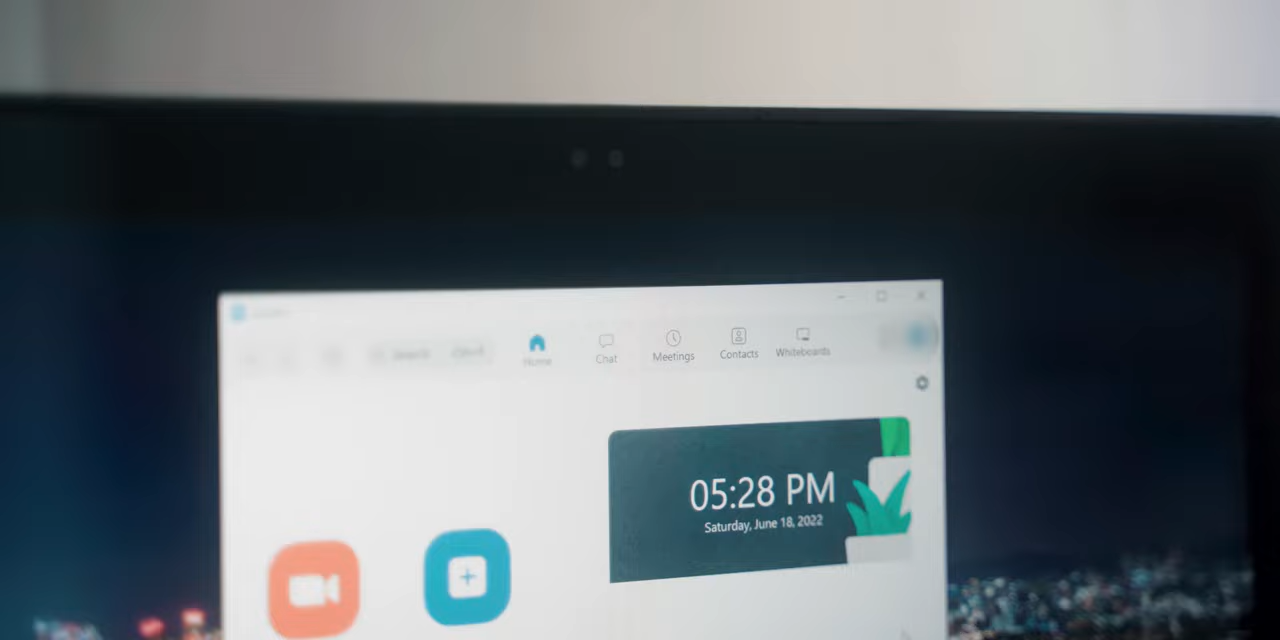 Home
Chat
Meetings
Contacts
Whiteboards
05:28 PM
Saturday, June 18, 2022